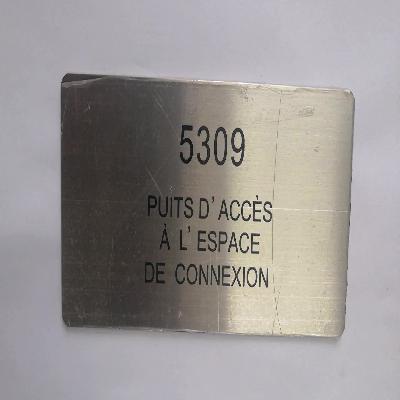 5309
PUITS D'ACCÈS
À L'ESPACE
DE CONNEXION